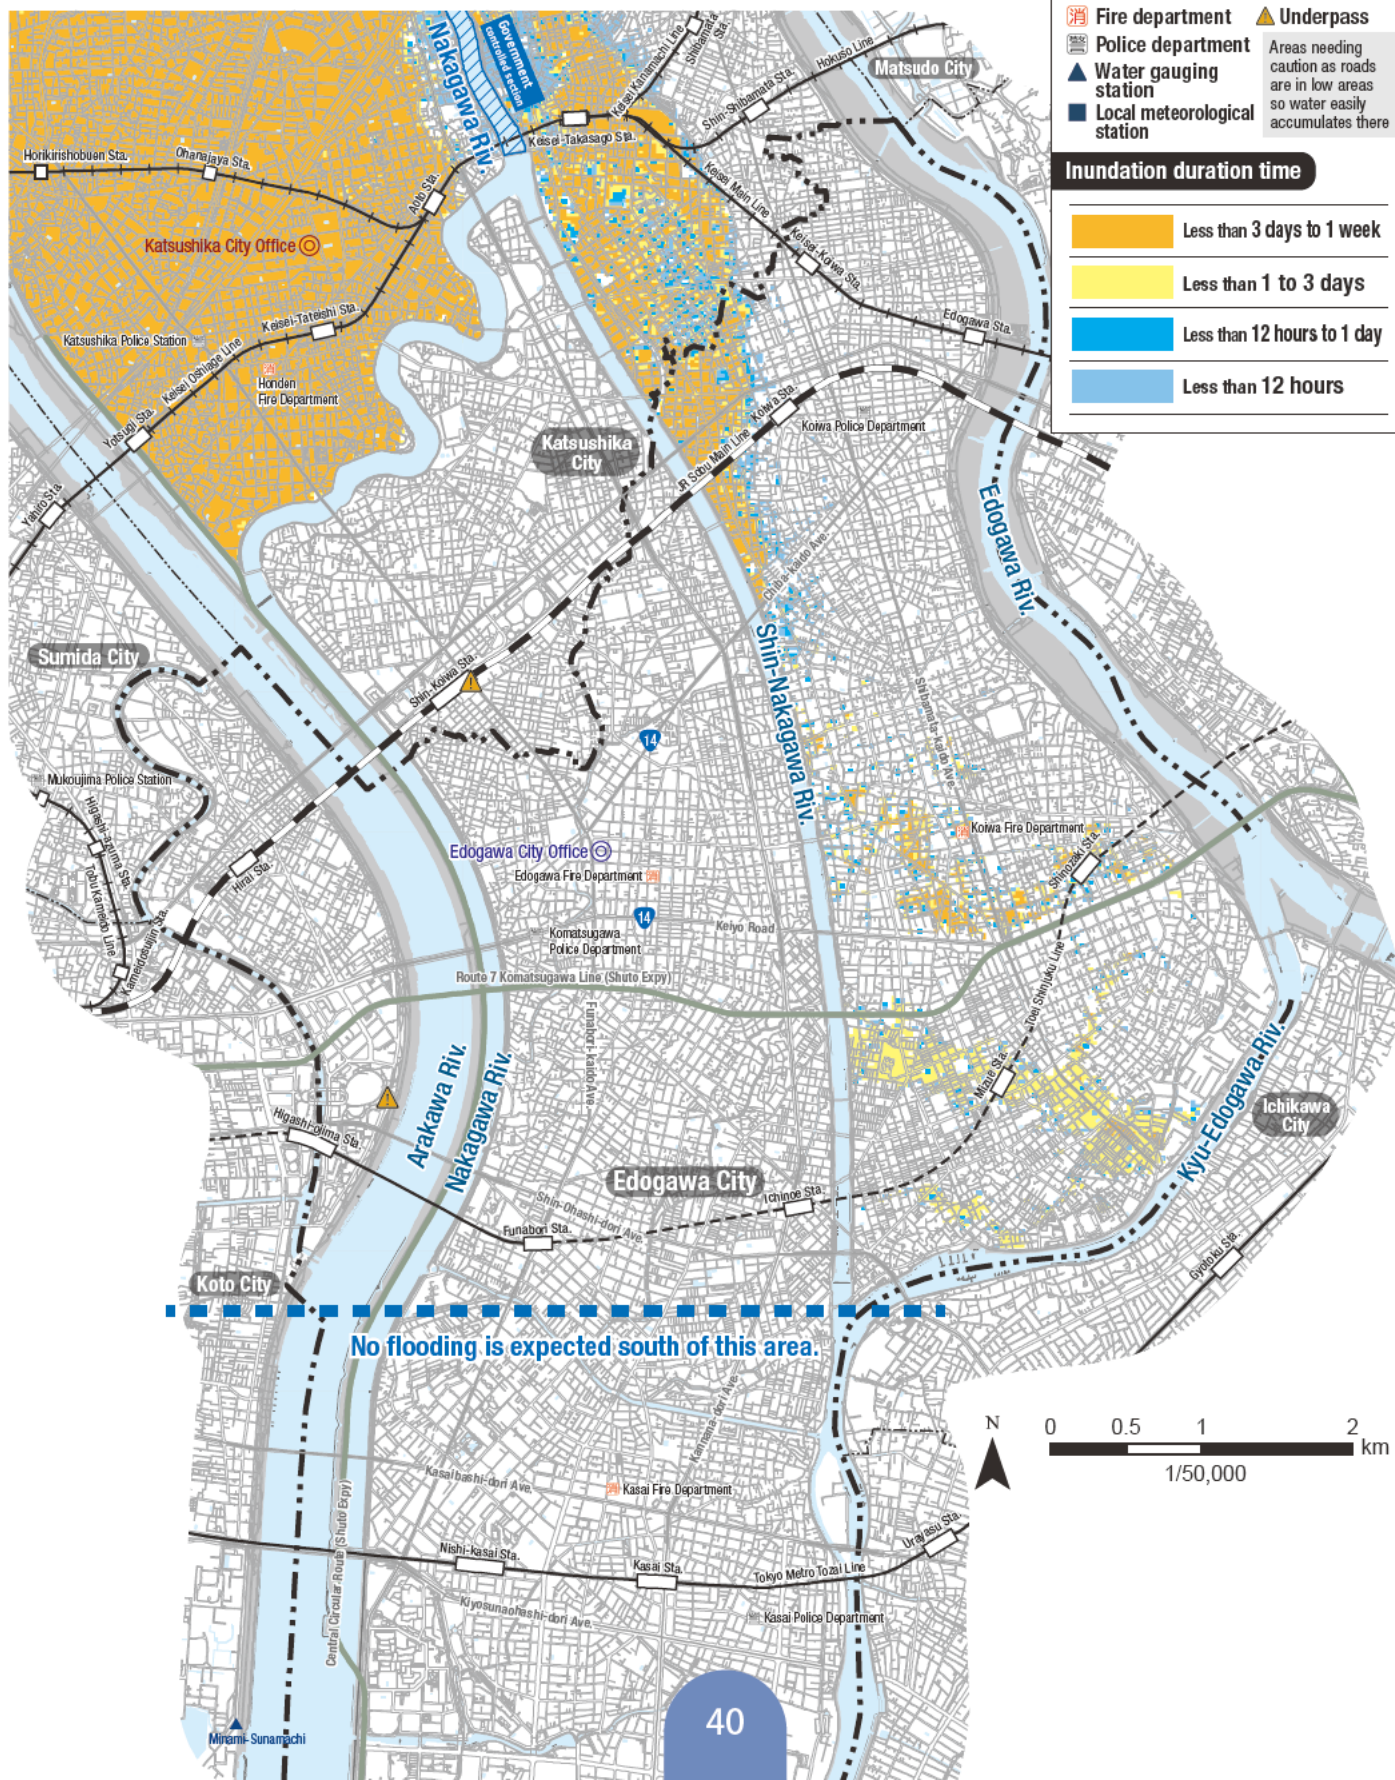 消 Fire department
Underpass
警 Police department
Water gauging
station
Local meteorological
station
Areas needing
caution as roads
are in low areas
so water easily
accumulates there
Inundation duration time
Less than 3 days to 1 week
Less than 1 to 3 days
Less than 12 hours to 1 day
Less than 12 hours
Nakagawa Riv.
Government
controlled section
Keisei Kanamachi Line
Shibamata
Sta.
Shin-Shibamata Sta.
Hokuso Line
Matsudo City
Keisei-Takasago Sta.
Horikirishobuen Sta.
Ohanajaya Sta.
Aoto Sta.
Keisei Main Line
Katsushika City Office
Keisei-Koiwa Sta.
Edogawa Sta.
Keisei-Tateishi Sta.
Katsushika Police Station
Keisei Oshiage Line
消
Honden
Fire Department
Yotsugi Sta.
Koiwa Sta.
Koiwa Police Department
Katsushika
City
JR Sobu Main Line
Yahiro Sta.
Edogawa Riv.
Chiba-kaido Ave.
Sumida City
Shin-Koiwa Sta.
Shin-Nakagawa Riv.
Shibamata-kaido Ave.
14
Mukoujima Police Station
Higashi-azuma Sta.
Tobu Kameido Line
Hirai Sta.
Kameidosuijin Sta.
Edogawa City Office
Edogawa Fire Department 消
消 Koiwa Fire Department
Shinozaki Sta.
14
Komatsugawa
Police Department
Keiyo Road
Route 7 Komatsugawa Line (Shuto Expy)
Funabori-kaido Ave.
Toei Shinjuku Line
Mizue Sta.
Arakawa Riv.
Nakagawa Riv.
Higashi-ojima Sta.
Kyu-Edogawa Riv.
Ichikawa
City
Edogawa City
Ichinoe Sta.
Shin-Ohashi-dori Ave.
Funabori Sta.
Gyotoku Sta.
Koto City
No flooding is expected south of this area.
Kannana-dori Ave.
N
0 0.5 1 2
km
1/50,000
Kasaibashi-dori Ave.
消 Kasai Fire Department
Central Circular Route (Shuto Expy)
Nishi-kasai Sta.
Kasai Sta.
Tokyo Metro Tozai Line
Urayasu Sta.
Kiyosunaohashi-dori Ave.
Kasai Police Department
Minami-Sunamachi
40